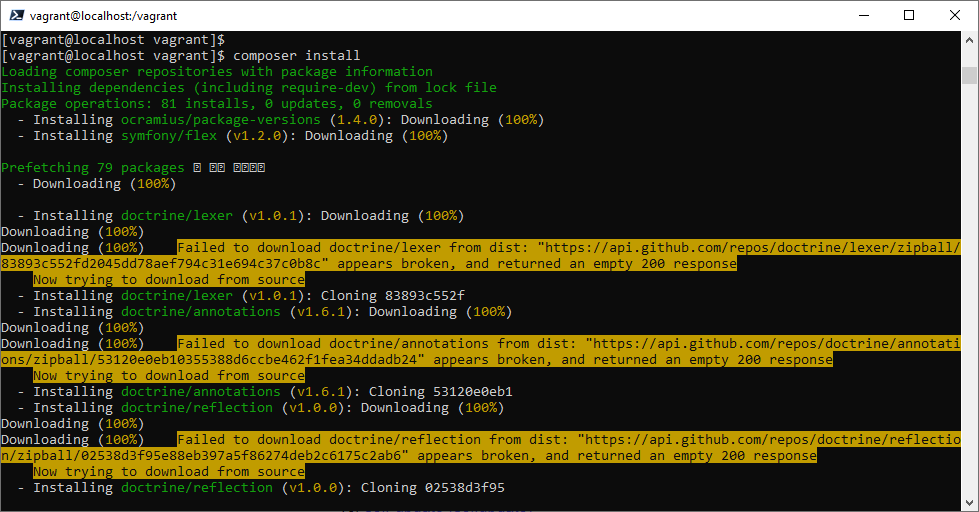 vagrant@localhost:/vagrant
[vagrant@localhost vagrant]$
[vagrant@localhost vagrant]$ composer install
Loading composer repositories with package information
Installing dependencies (including require-dev) from lock file
Package operations: 81 installs, 0 updates, 0 removals
  - Installing ocramius/package-versions (1.4.0): Downloading (100%)
  - Installing symfony/flex (v1.2.0): Downloading (100%)
Prefetching 79 packages
  - Downloading (100%)
  - Installing doctrine/lexer (v1.0.1): Downloading (100%)
Downloading (100%)
Downloading (100%)    Failed to download doctrine/lexer from dist: "https://api.github.com/repos/doctrine/lexer/zipball/
83893c552fd2045dd78aef794c31e694c37c0b8c" appears broken, and returned an empty 200 response
    Now trying to download from source
  - Installing doctrine/lexer (v1.0.1): Cloning 83893c552f
  - Installing doctrine/annotations (v1.6.1): Downloading (100%)
Downloading (100%)
Downloading (100%)    Failed to download doctrine/annotations from dist: "https://api.github.com/repos/doctrine/annotati
ons/zipball/53120e0eb10355388d6ccbe462f1fea34ddadb24" appears broken, and returned an empty 200 response
    Now trying to download from source
  - Installing doctrine/annotations (v1.6.1): Cloning 53120e0eb1
  - Installing doctrine/reflection (v1.0.0): Downloading (100%)
Downloading (100%)
Downloading (100%)    Failed to download doctrine/reflection from dist: "https://api.github.com/repos/doctrine/reflectio
n/zipball/02538d3f95e88eb397a5f86274deb2c6175c2ab6" appears broken, and returned an empty 200 response
    Now trying to download from source
  - Installing doctrine/reflection (v1.0.0): Cloning 02538d3f95